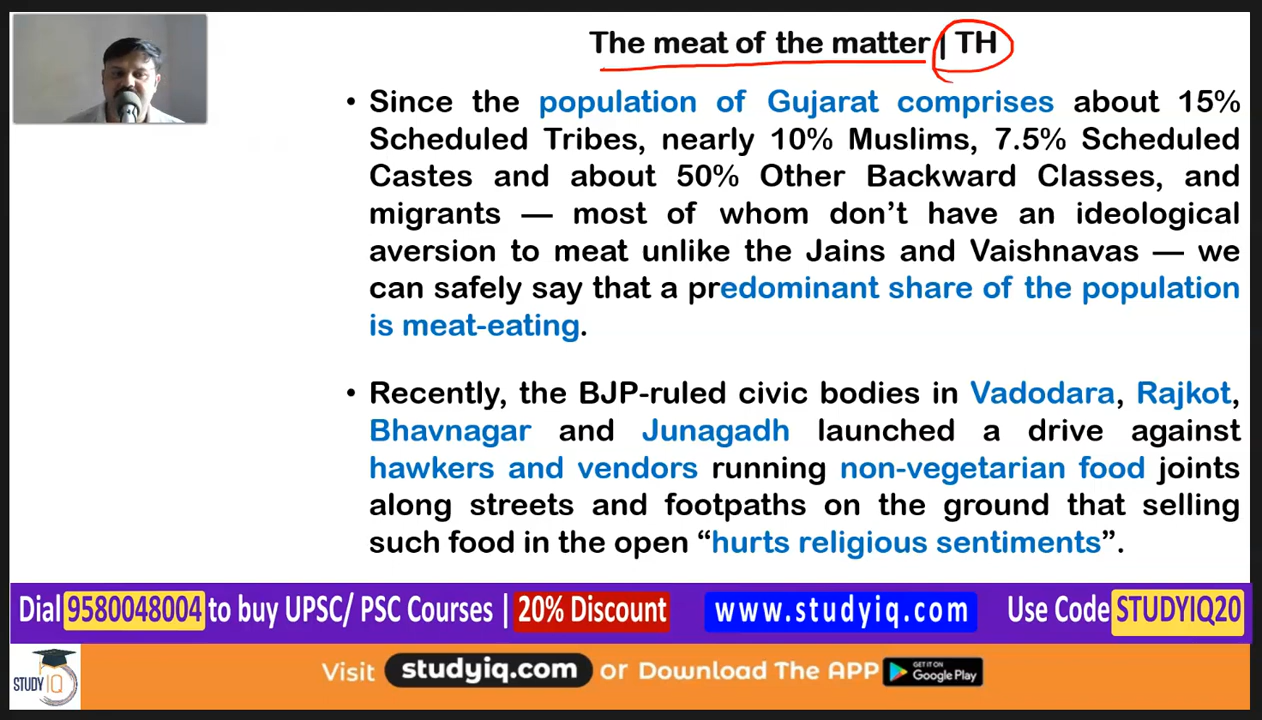 The meat of the matter | TH
• Since the population of Gujarat comprises about 15%
Scheduled Tribes, nearly 10% Muslims, 7.5% Scheduled
Castes and about 50% Other Backward Classes, and
migrants — most of whom don’t have an ideological
aversion to meat unlike the Jains and Vaishnavas — we
can safely say that a predominant share of the population
is meat-eating.
• Recently, the BJP-ruled civic bodies in Vadodara, Rajkot,
Bhavnagar and Junagadh launched a drive against
hawkers and vendors running non-vegetarian food joints
along streets and footpaths on the ground that selling
such food in the open “hurts religious sentiments”.
Dial 9580048004 to buy UPSC/ PSC Courses | 20% Discount www.studyiq.com Use Code STUDYIQ20
STUDY IQ
Visit studyiq.com or Download The APP GET IT ON Google Play